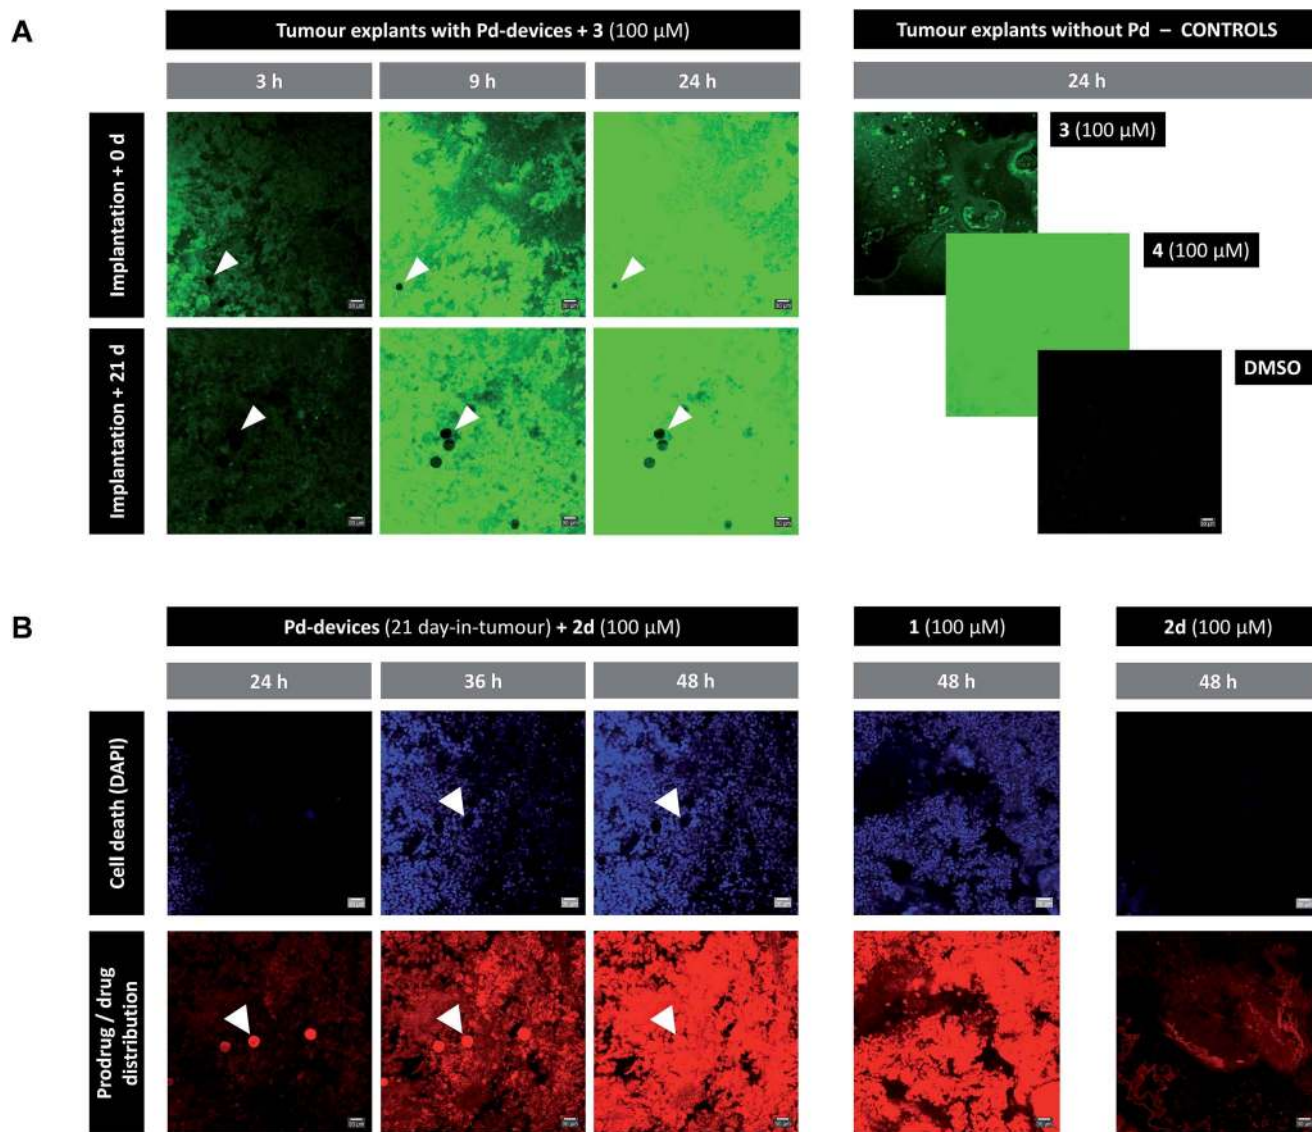 A
Tumour explants with Pd-devices + 3 (100 μM)
Tumour explants without Pd – CONTROLS
3 h
9 h
24 h
24 h
Implantation + 0 d
Implantation + 21 d
3 (100 μM)
4 (100 μM)
DMSO
B
Pd-devices (21 day-in-tumour) + 2d (100 μM)
1 (100 μM)
2d (100 μM)
24 h
36 h
48 h
48 h
48 h
Cell death (DAPI)
Prodrug / drug
distribution